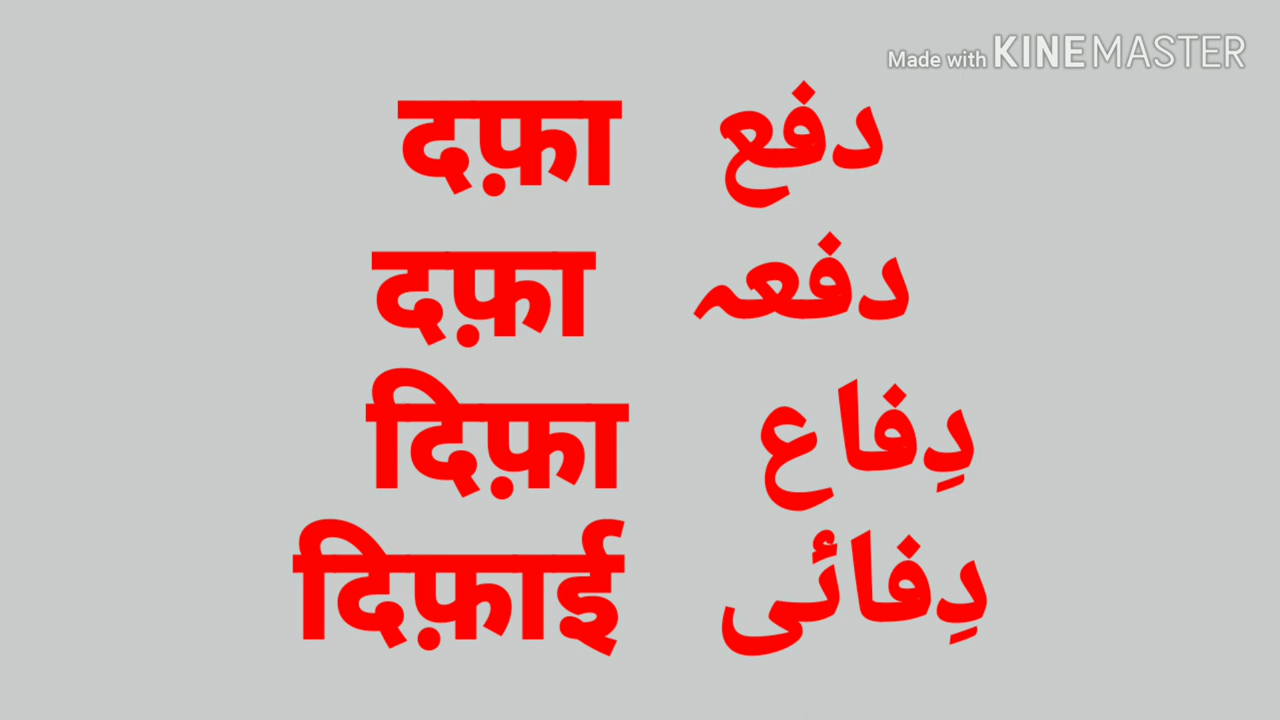 Made with KINEMASTER
दफ़ा دفع
दफ़ा دفعہ
दिफ़ा دِفاع
दिफ़ाई دِفائی